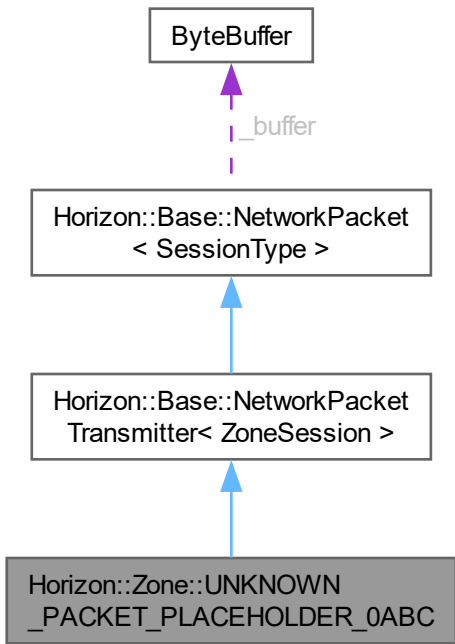 ByteBuffer
_buffer
Horizon::Base::NetworkPacket
< SessionType >
Horizon::Base::NetworkPacket
Transmitter< ZoneSession >
Horizon::Zone::UNKNOWN
_PACKET_PLACEHOLDER_0ABC